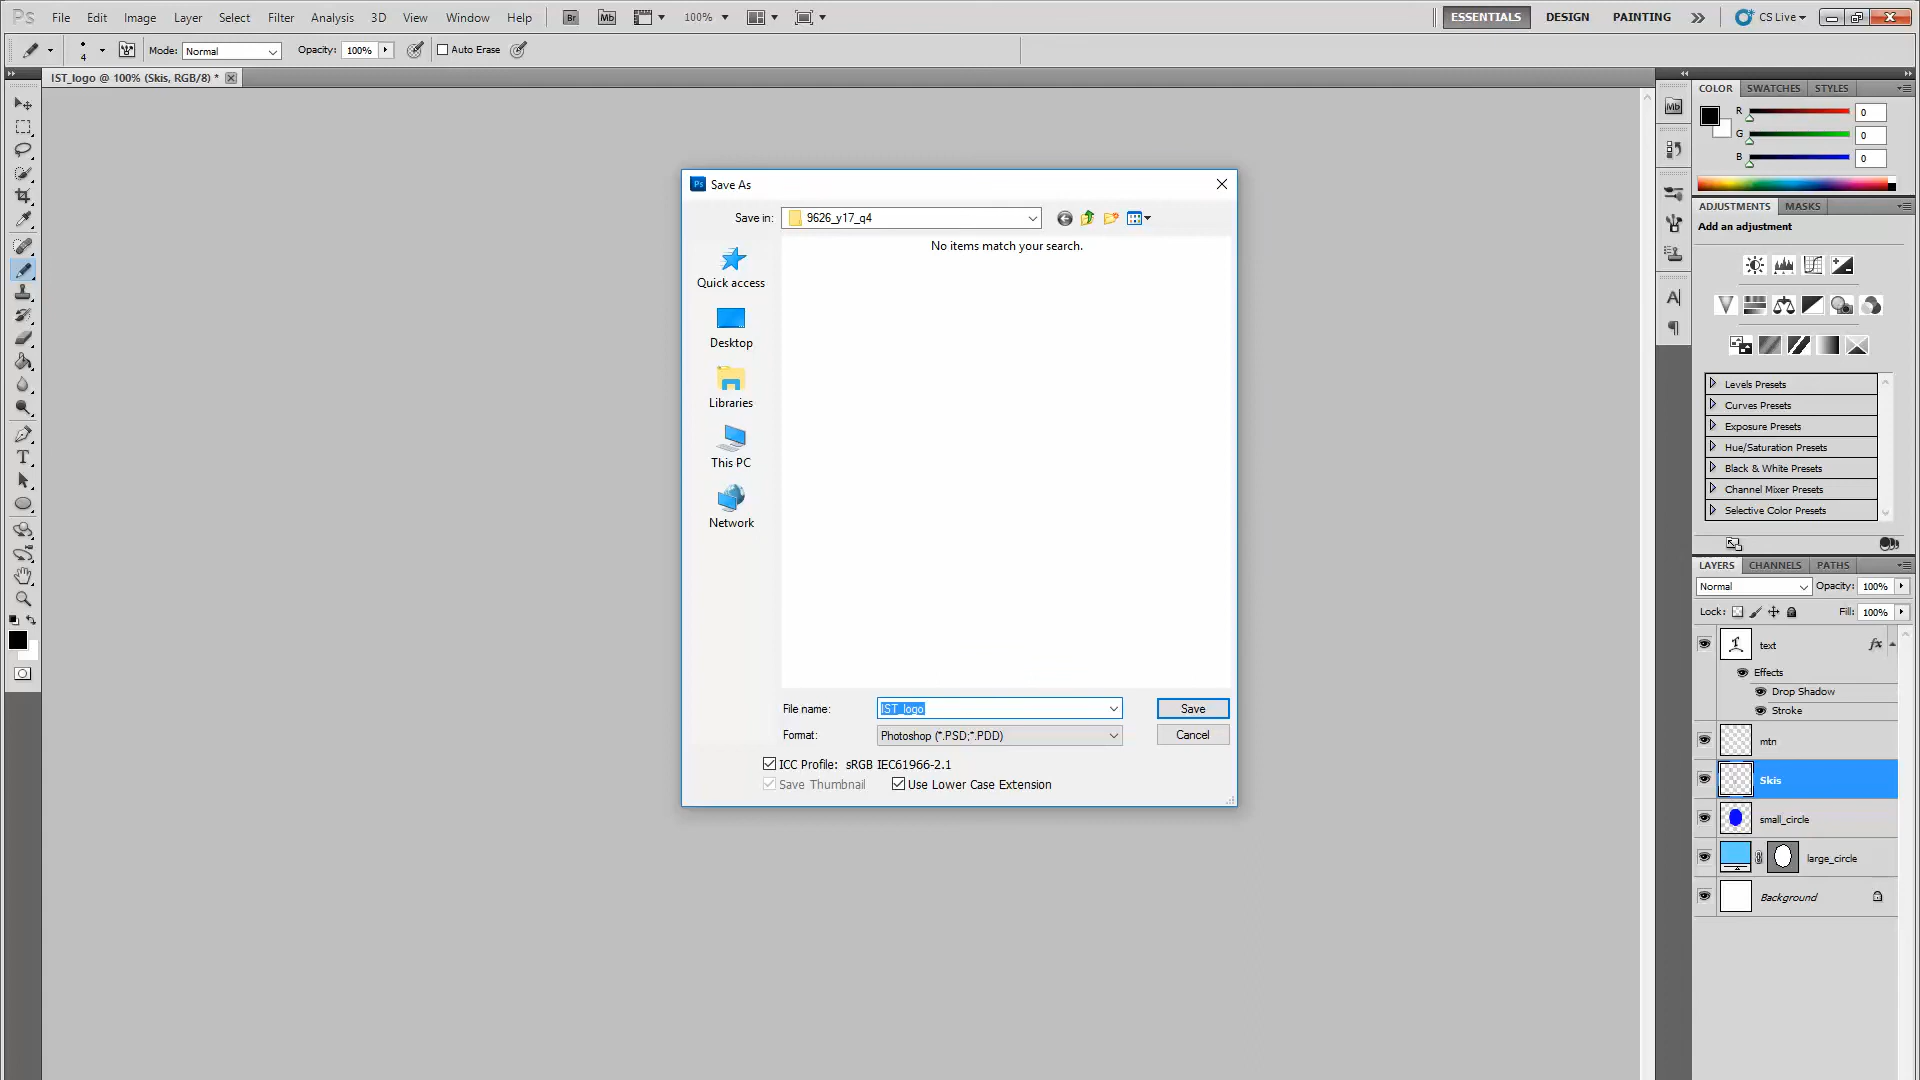 Ps File Edit Image Layer Select Filter Analysis 3D View Window Help Br Mb 100% ESSENTIALS DESIGN PAINTING CS Live
4 Mode: Normal Opacity: 100% Auto Erase
IST_logo @ 100% (Skis, RGB/8) *
COLOR SWATCHES STYLES
R 0
G 0
B 0
Mb
ADJUSTMENTS MASKS
Add an adjustment
Levels Presets
Curves Presets
Exposure Presets
Hue/Saturation Presets
Black & White Presets
Channel Mixer Presets
Selective Color Presets
LAYERS CHANNELS PATHS
Normal Opacity: 100%
Lock: Fill: 100%
text fx
Effects
Drop Shadow
Stroke
mtn
Skis
small_circle
large_circle
Background
Ps Save As
Save in: 9626_y17_q4
No items match your search.
Quick access
Desktop
Libraries
This PC
Network
File name: IST_logo Save
Format: Photoshop (*.PSD;*.PDD) Cancel
ICC Profile: sRGB IEC61966-2.1
Save Thumbnail Use Lower Case Extension